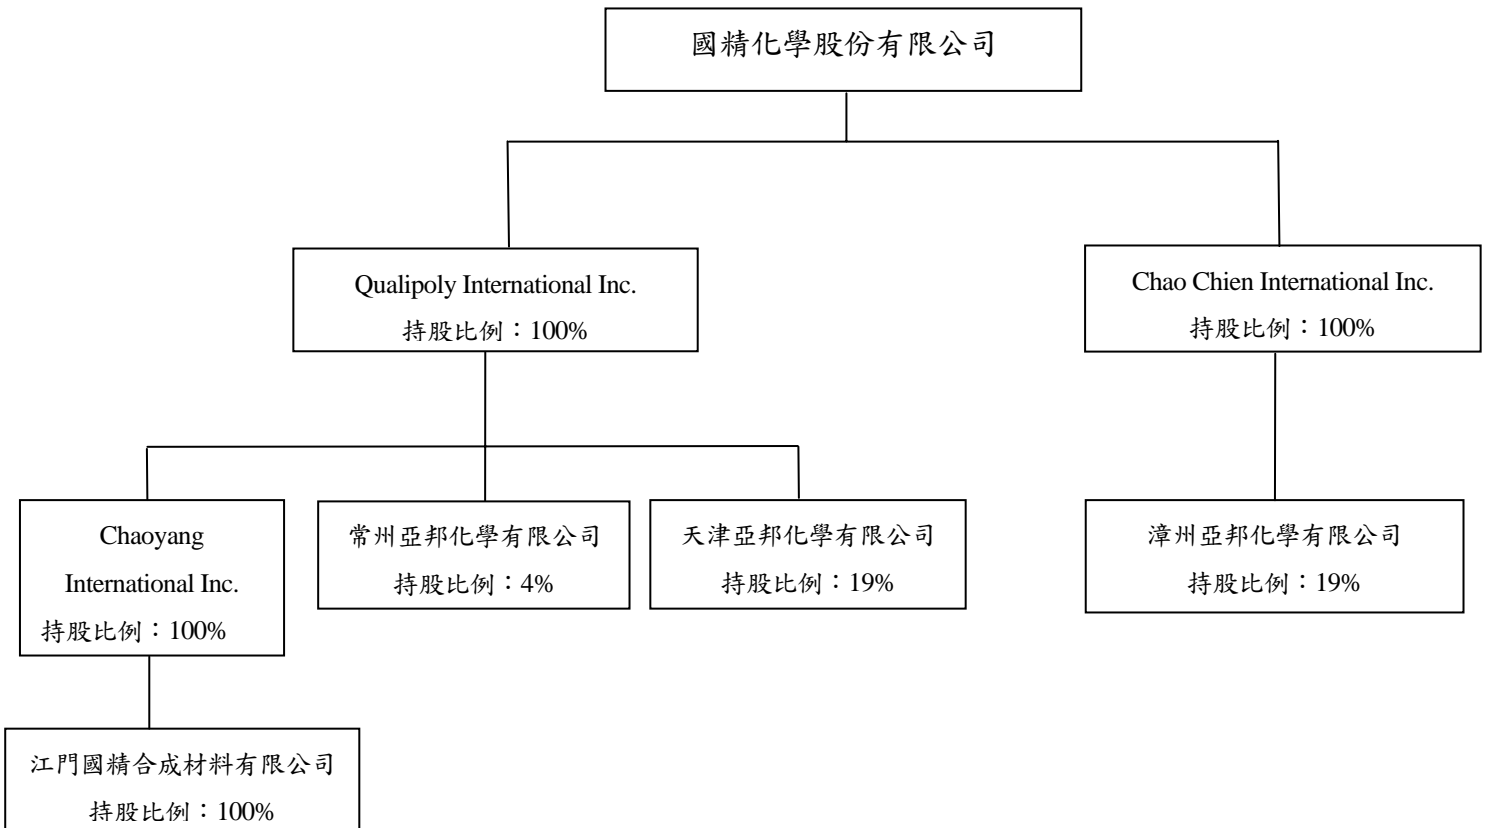 國精化學股份有限公司
Qualipoly International Inc.
持股比例：100%
Chao Chien International Inc.
持股比例：100%
Chaoyang
International Inc.
持股比例：100%
常州亞邦化學有限公司
持股比例：4%
天津亞邦化學有限公司
持股比例：19%
漳州亞邦化學有限公司
持股比例：19%
江門國精合成材料有限公司
持股比例：100%